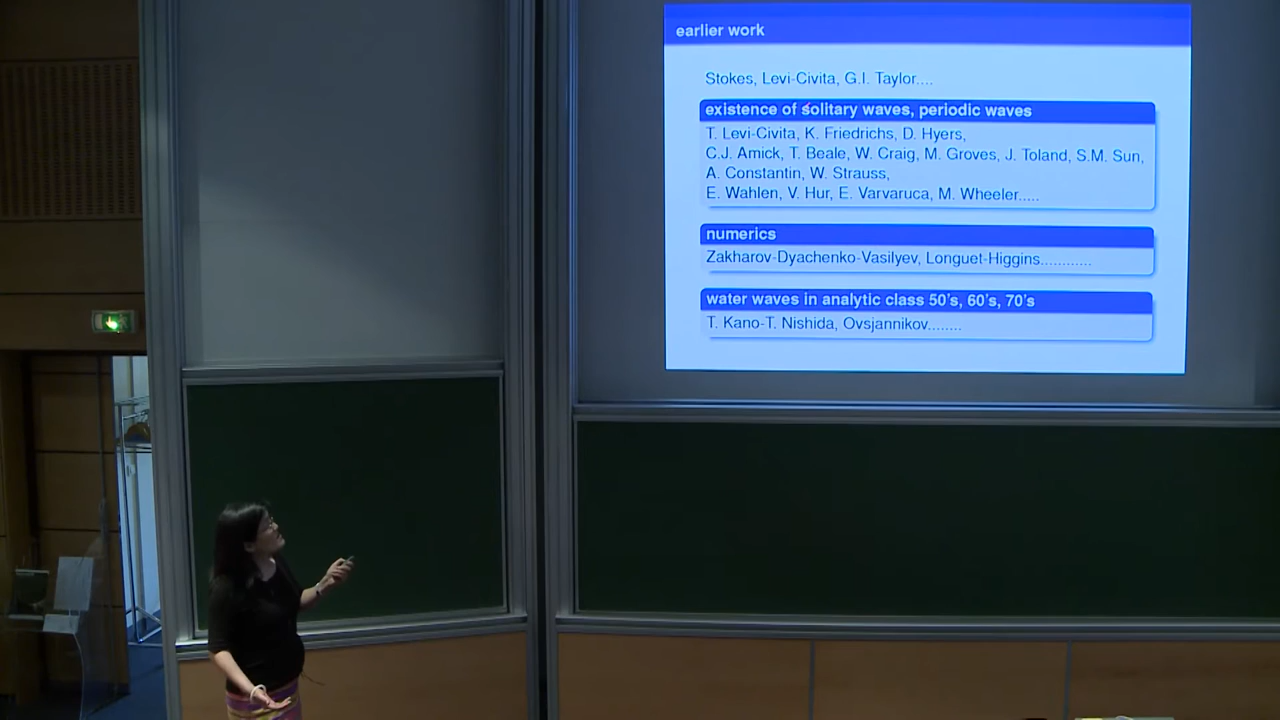 earlier work
Stokes, Levi-Civita, G.I. Taylor....
existence of solitary waves, periodic waves
T. Levi-Civita, K. Friedrichs, D. Hyers,
C.J. Amick, T. Beale, W. Craig, M. Groves, J. Toland, S.M. Sun,
A. Constantin, W. Strauss,
E. Wahlen, V. Hur, E. Varvaruca, M. Wheeler.....
numerics
Zakharov-Dyachenko-Vasilyev, Longuet-Higgins............
water waves in analytic class 50's, 60's, 70's
T. Kano-T. Nishida, Ovsjannikov........